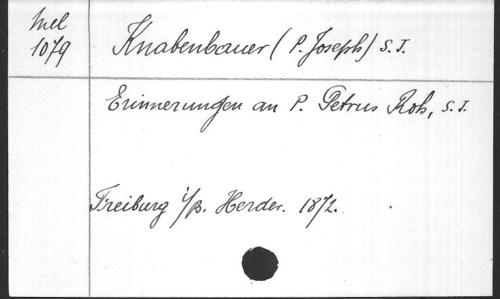 Mel
1079
Knabenbauer (P. Joseph) S. J.
Erinnerungen an P. Petrus Roh, S. J.
Freiburg i/B. Herder. 1872.